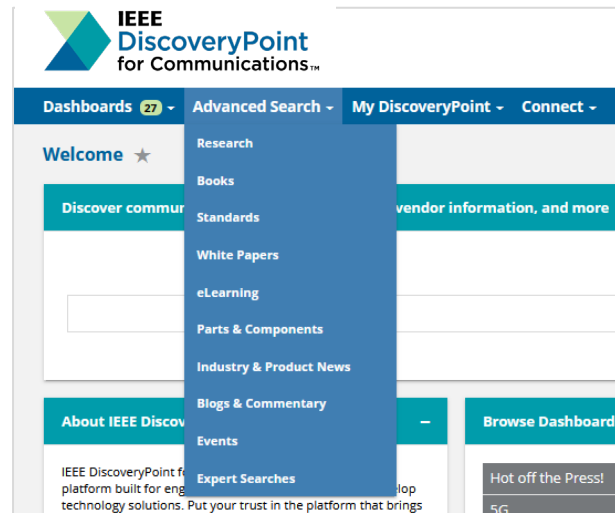 IEEE
DiscoveryPoint
for Communications™
Dashboards 27 Advanced Search My DiscoveryPoint Connect
Welcome
Research
Books
Standards
White Papers
eLearning
Parts & Components
Industry & Product News
Blogs & Commentary
Events
Expert Searches
Discover commun vendor information, and more
About IEEE Discov –
IEEE DiscoveryPoint f
platform built for eng lop
technology solutions. Put your trust in the platform that brings
Browse Dashboard
Hot off the Press!
5G